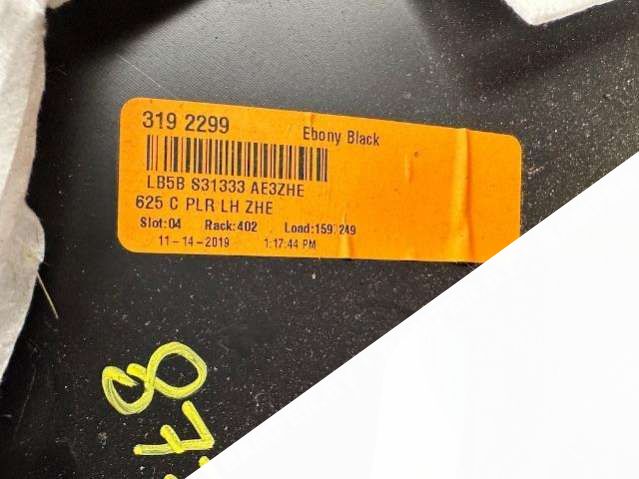 319 2299 Ebony Black
LB5B S31333 AE3ZHE
625 C PLR LH ZHE
Slot:04 Rack:402 Load:159, 249
11-14-2019 1:17:44 PM